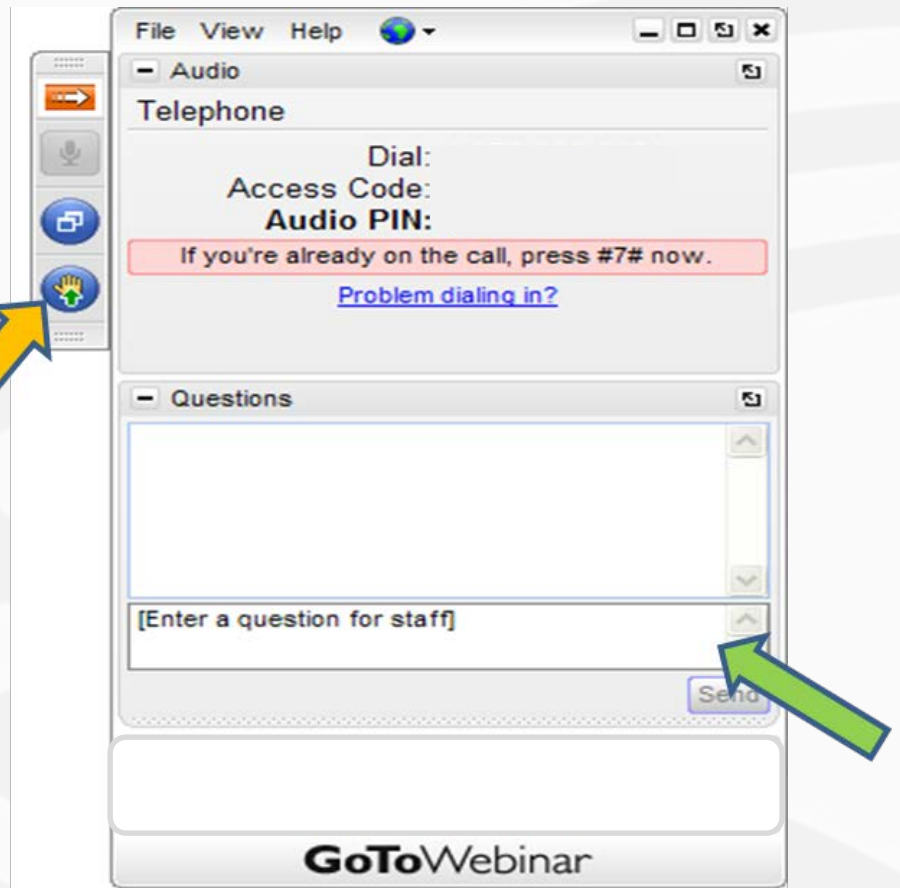 File View Help
Audio
Telephone
Dial:
Access Code:
Audio PIN:
If you're already on the call, press #7# now.
Problem dialing in?
Questions
[Enter a question for staff]
Send
GoToWebinar